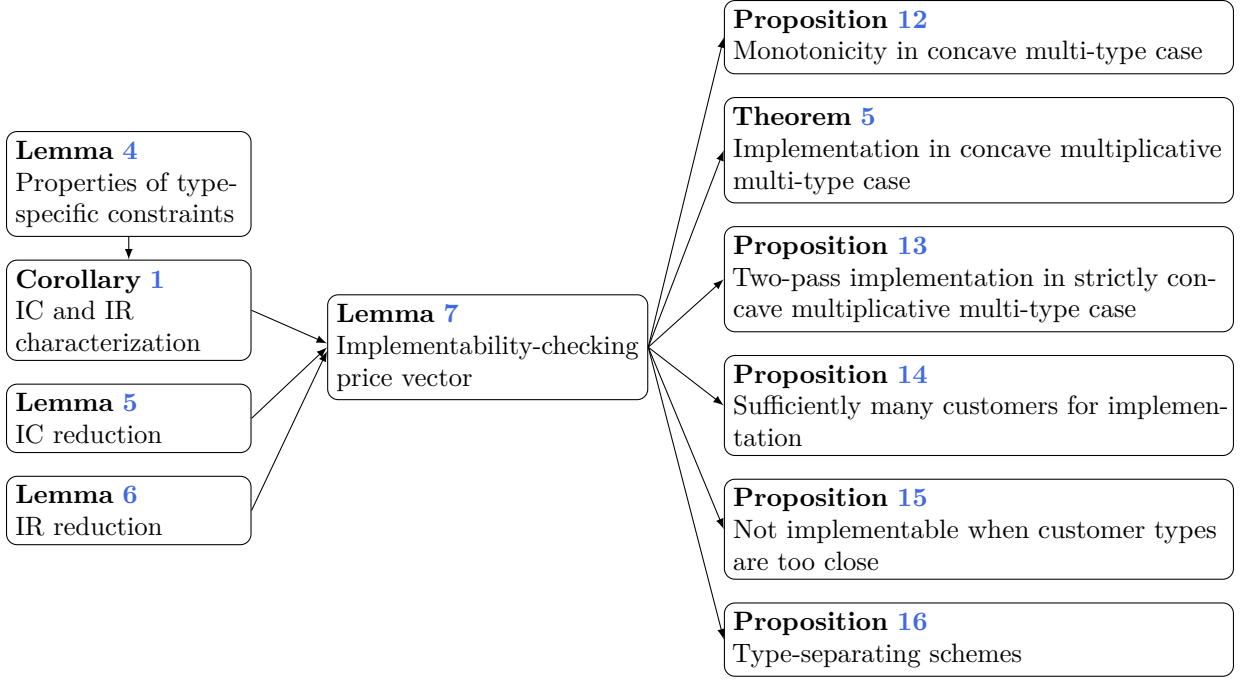 Lemma 4
Properties of type-
specific constraints
Corollary 1
IC and IR
characterization
Lemma 5
IC reduction
Lemma 6
IR reduction
Lemma 7
Implementability-checking
price vector
Proposition 12
Monotonicity in concave multi-type case
Theorem 5
Implementation in concave multiplicative
multi-type case
Proposition 13
Two-pass implementation in strictly con-
cave multiplicative multi-type case
Proposition 14
Sufficiently many customers for implemen-
tation
Proposition 15
Not implementable when customer types
are too close
Proposition 16
Type-separating schemes